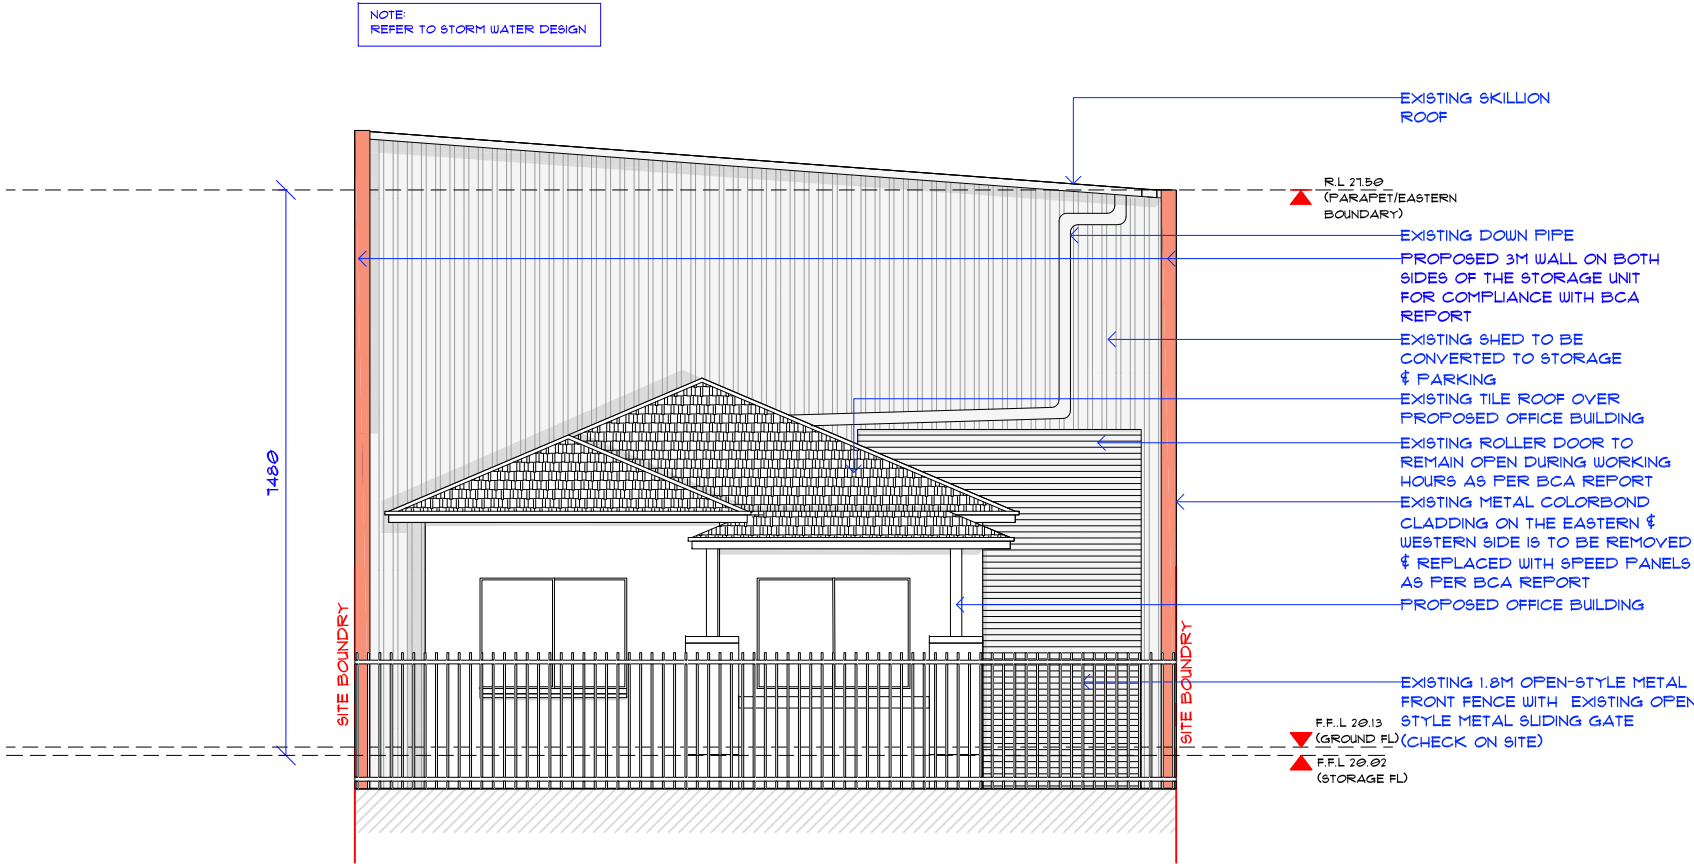 NOTE:
REFER TO STORM WATER DESIGN
EXISTING SKILLION
ROOF
R.L 27.50
(PARAPET/EASTERN
BOUNDARY)
EXISTING DOWN PIPE
PROPOSED 3M WALL ON BOTH
SIDES OF THE STORAGE UNIT
FOR COMPLIANCE WITH BCA
REPORT
EXISTING SHED TO BE
CONVERTED TO STORAGE
& PARKING
EXISTING TILE ROOF OVER
PROPOSED OFFICE BUILDING
EXISTING ROLLER DOOR TO
REMAIN OPEN DURING WORKING
HOURS AS PER BCA REPORT
EXISTING METAL COLORBOND
CLADDING ON THE EASTERN &
WESTERN SIDE IS TO BE REMOVED
& REPLACED WITH SPEED PANELS
AS PER BCA REPORT
PROPOSED OFFICE BUILDING
EXISTING 1.8M OPEN-STYLE METAL
FRONT FENCE WITH EXISTING OPEN
STYLE METAL SLIDING GATE
(CHECK ON SITE)
7480
SITE BOUNDRY
SITE BOUNDRY
F.F..L 20.13
(GROUND FL)
F.F.L 20.02
(STORAGE FL)